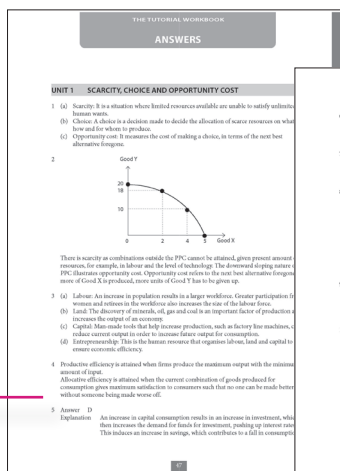 THE TUTORIAL WORKBOOK
ANSWERS
UNIT 1 SCARCITY, CHOICE AND OPPORTUNITY COST
1 (a) Scarcity: It is a situation where limited resources available are unable to satisfy unlimited
human wants.
(b) Choice: A choice is a decision made to decide the allocation of scarce resources on what
how and for whom to produce.
(c) Opportunity cost: It measures the cost of making a choice, in terms of the next best
alternative foregone.
2
Good Y
20
18
10
0 2 4 5 Good X
There is scarcity as combinations outside the PPC cannot be attained, given present amount
resources, for example, in labour and the level of technology. The downward sloping nature
PPC illustrates opportunity cost. Opportunity cost refers to the next best alternative foregone
more of Good X is produced, more units of Good Y has to be given up.
3 (a) Labour: An increase in population results in a larger workforce. Greater participation
women and retirees in the workforce also increases the size of the labour force.
(b) Land: The discovery of minerals, oil, gas and coal is an important factor of production
increases the output of an economy.
(c) Capital: Man-made tools that help increase production, such as factory line machines,
reduce current output in order to increase future output for consumption.
(d) Entrepreneurship: This is the human resource that organises labour, land and capital to
ensure economic efficiency.
4 Productive efficiency is attained when firms produce the maximum output with the minimum
amount of input.
Allocative efficiency is attained when the current combination of goods produced for
consumption gives maximum satisfaction to consumers such that no one can be made better
without someone being made worse off.
5 Answer D
Explanation An increase in capital consumption results in an increase in investment,
then increases the demand for funds for investment, pushing up interest rates
This induces an increase in savings, which contributes to a fall in
47